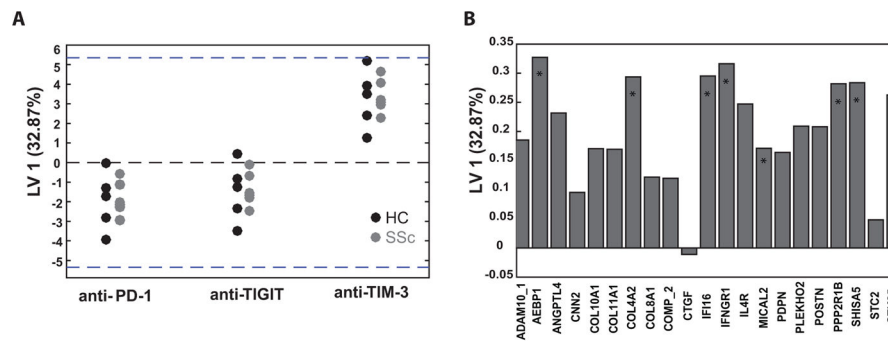 A
B
LV 1 (32.87%)
6
5
4
3
2
1
0
-1
-2
-3
-4
-5
HC
SSc
anti-PD-1
anti-TIGIT
anti-TIM-3
LV 1 (32.87%)
0.35
0.3
0.25
0.2
0.15
0.1
0.05
0
-0.05
*
*
*
*
*
*
*
ADAM10_1
AEBP1
ANGPTL4
CNN2
COL10A1
COL11A1
COL4A2
COL8A1
COMP_2
CTGF
IFI16
IFNGR1
IL4R
MICAL2
PDPN
PLEKHO2
POSTN
PPP2R1B
SHISA5
STC2